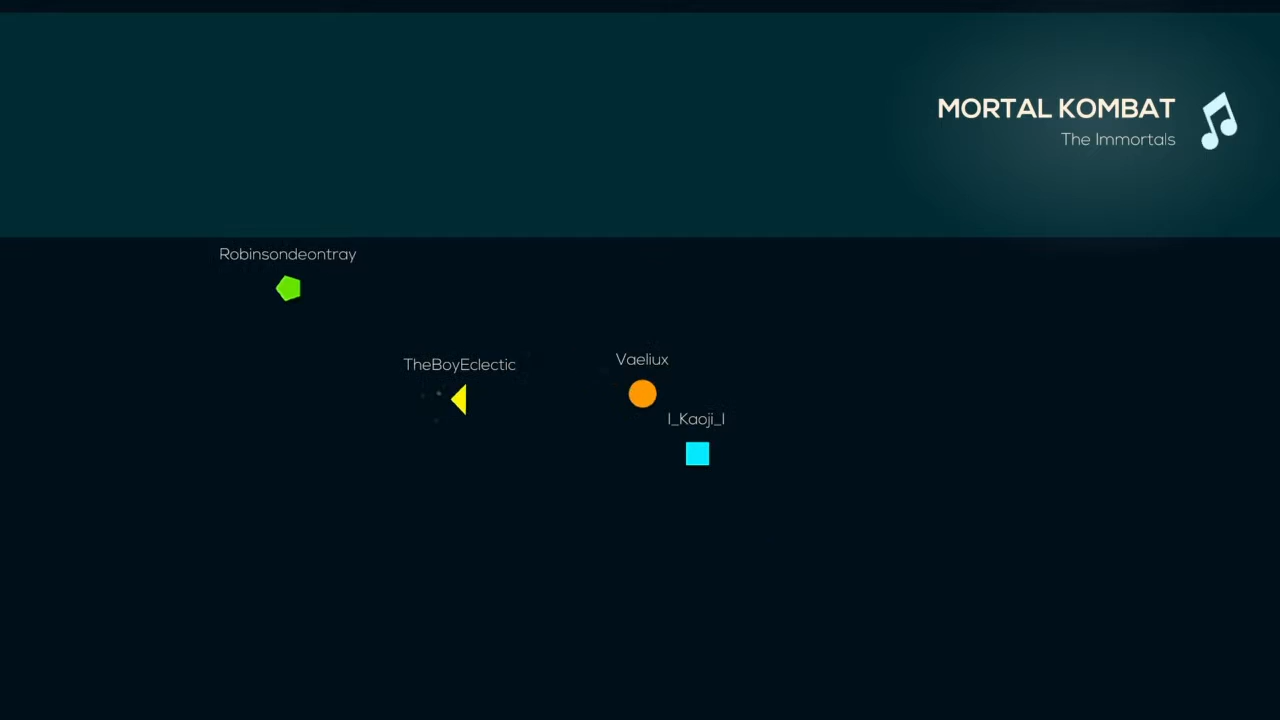 MORTAL KOMBAT
The Immortals
Robinsondeontray
TheBoyEclectic
Vaeliux
I_Kaoji_I